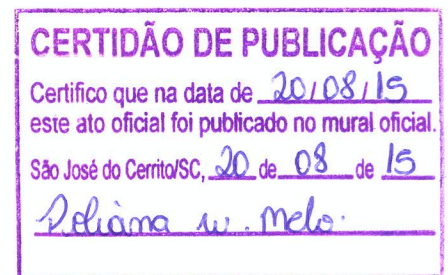 CERTIDÃO DE PUBLICAÇÃO
Certifico que na data de 20/08/15
este ato oficial foi publicado no mural oficial.
São José do Cerrito/SC, 20 de 08 de 15
Poliana W. Melo.